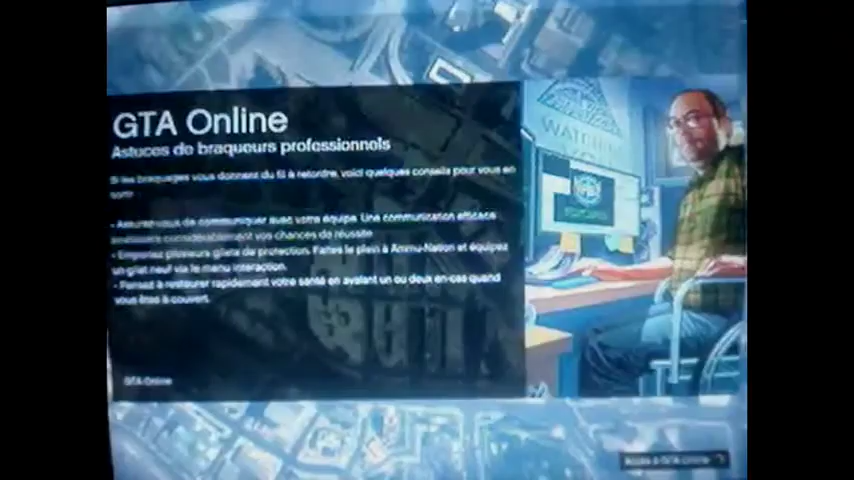 GTA Online
Astuces de braqueurs professionnels
Si les braquages vous donnent du fil à retordre, voici quelques conseils pour vous en
sortir
- Assurez-vous de communiquer avec votre équipe. Une communication efficace
améliorera considérablement vos chances de réussite.
- Emportez plusieurs gilets de protection. Faites le plein à Ammu-Nation et équipez
un gilet neuf via le menu interaction.
- Pensez à restaurer rapidement votre santé en avalant un ou deux en-cas quand
vous êtes à couvert.
GTA Online
Accès à GTA Online